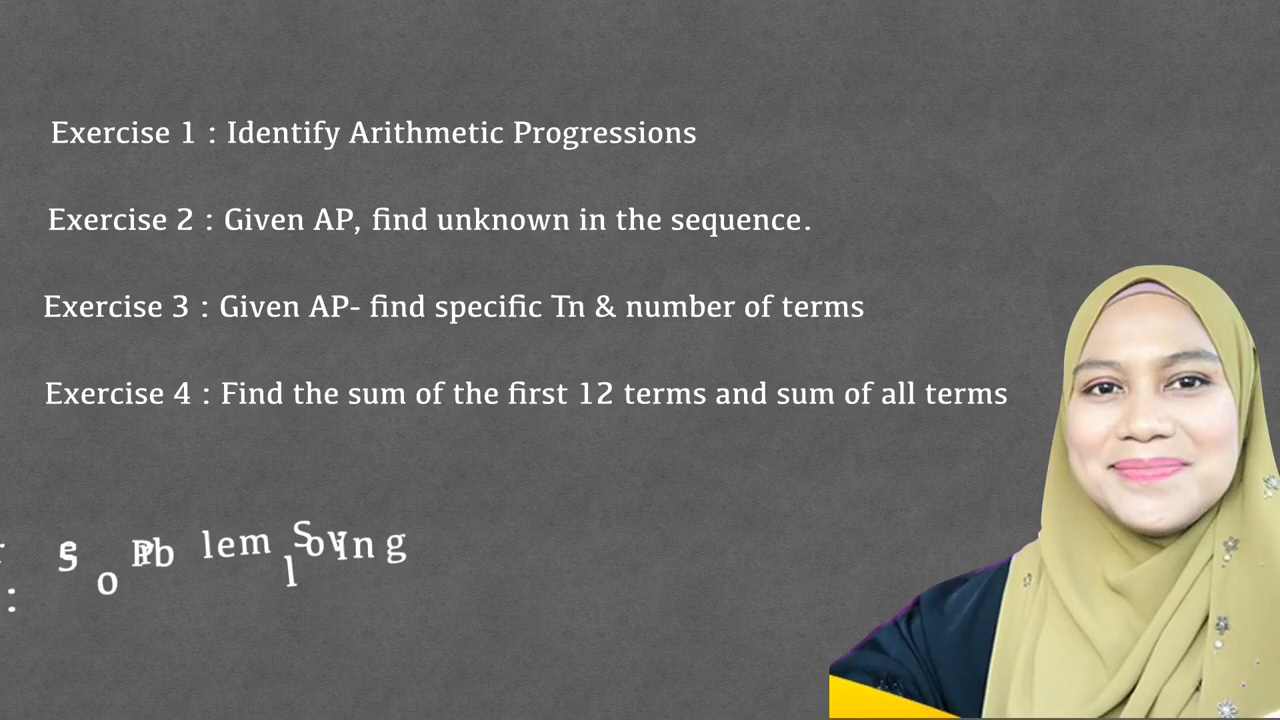 Exercise 1 : Identify Arithmetic Progressions
Exercise 2 : Given AP, find unknown in the sequence.
Exercise 3 : Given AP- find specific Tn & number of terms
Exercise 4 : Find the sum of the first 12 terms and sum of all terms